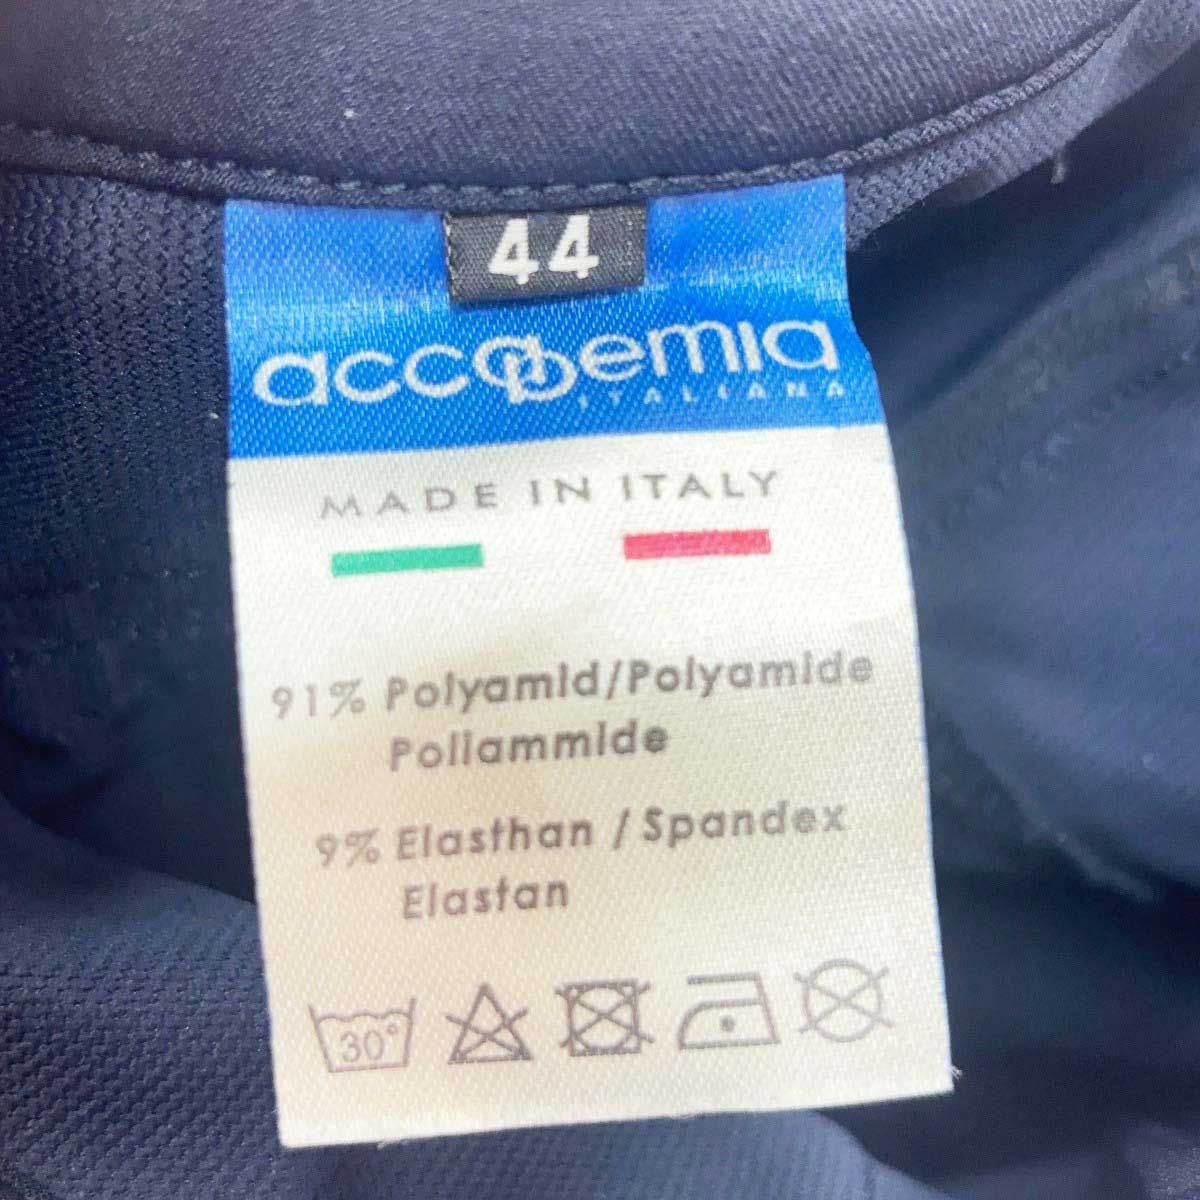 44
accademia
ITALIANA
MADE IN ITALY
91% Polyamid/Polyamide
Poliammide
9% Elasthan / Spandex
Elastan
30°